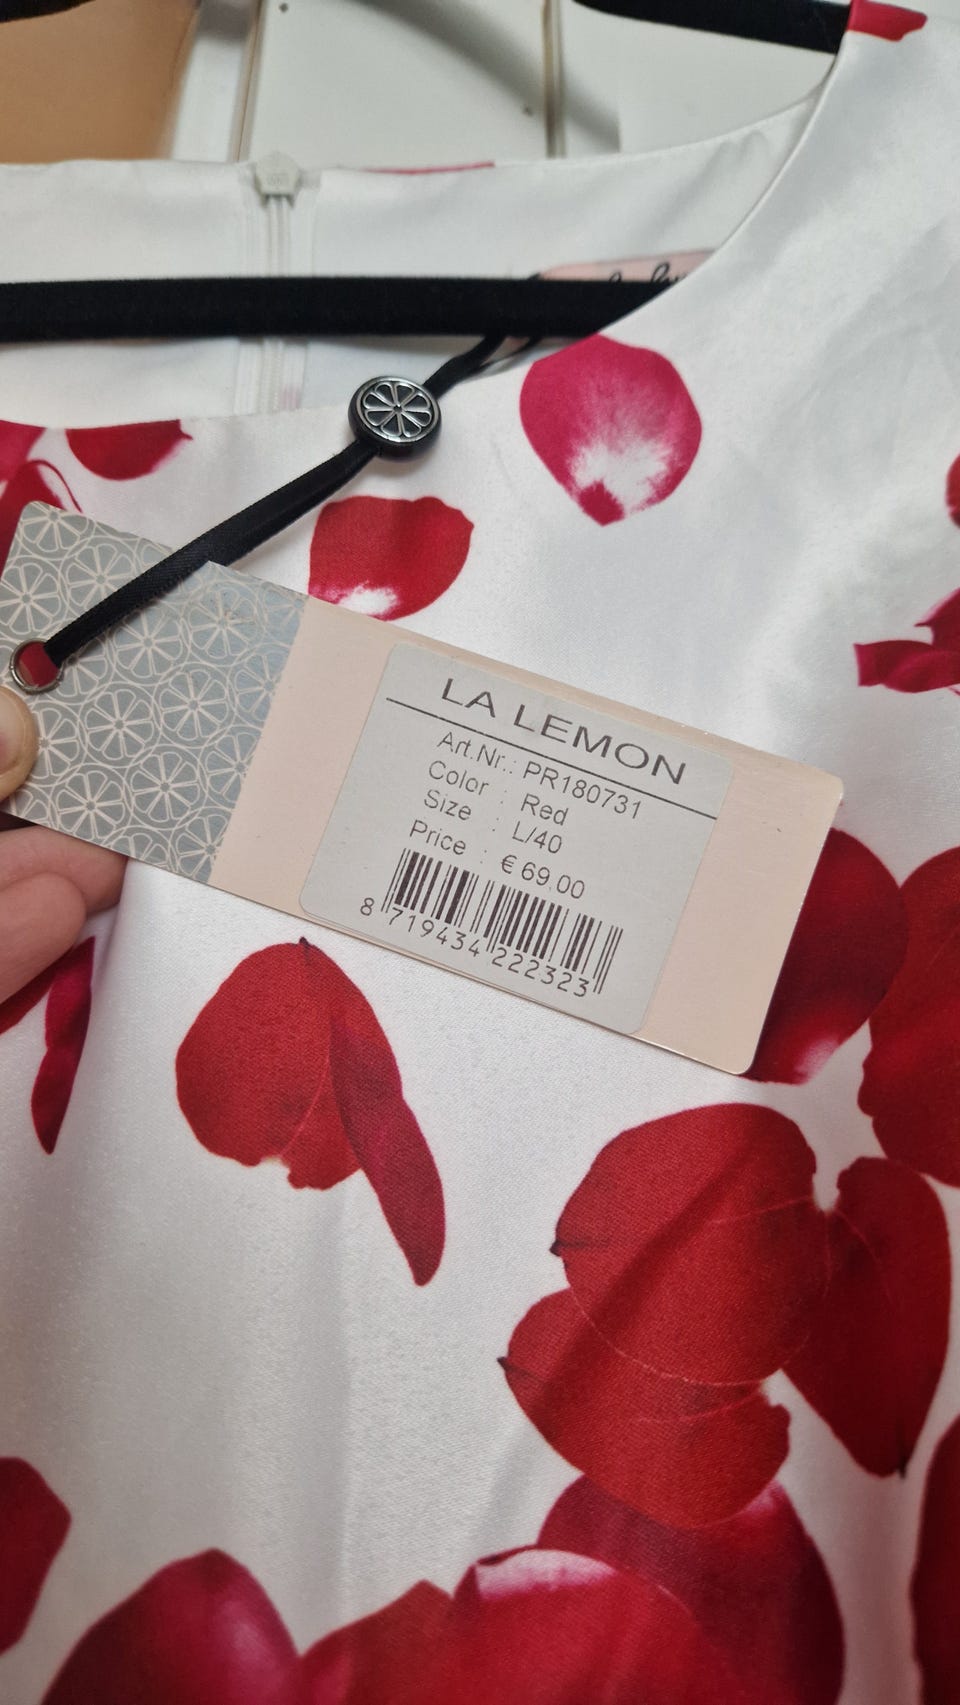 LA LEMON
Art.Nr.: PR180731
Color : Red
Size : L/40
Price : € 69,00
8 719434 222323